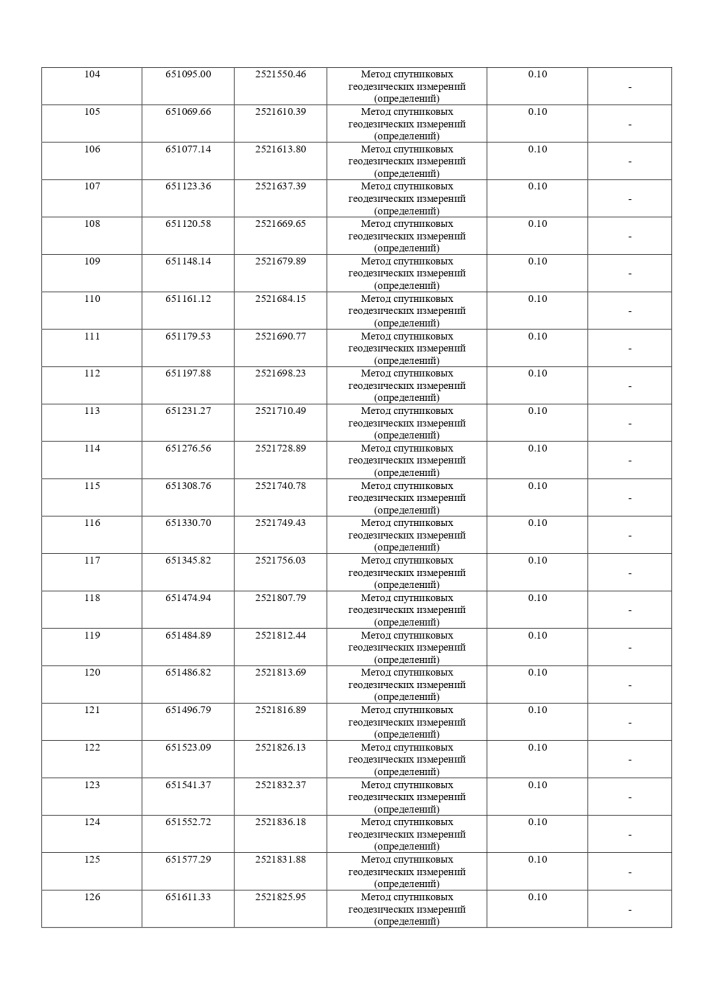 104 651095.00 2521550.46 Метод спутниковых 0.10
геодезических измерений -
(определений)
105 651069.66 2521610.39 Метод спутниковых 0.10
геодезических измерений -
(определений)
106 651077.14 2521613.80 Метод спутниковых 0.10
геодезических измерений -
(определений)
107 651123.36 2521637.39 Метод спутниковых 0.10
геодезических измерений -
(определений)
108 651120.58 2521669.65 Метод спутниковых 0.10
геодезических измерений -
(определений)
109 651148.14 2521679.89 Метод спутниковых 0.10
геодезических измерений -
(определений)
110 651161.12 2521684.15 Метод спутниковых 0.10
геодезических измерений -
(определений)
111 651179.53 2521690.77 Метод спутниковых 0.10
геодезических измерений -
(определений)
112 651197.88 2521698.23 Метод спутниковых 0.10
геодезических измерений -
(определений)
113 651231.27 2521710.49 Метод спутниковых 0.10
геодезических измерений -
(определений)
114 651276.56 2521728.89 Метод спутниковых 0.10
геодезических измерений -
(определений)
115 651308.76 2521740.78 Метод спутниковых 0.10
геодезических измерений -
(определений)
116 651330.70 2521749.43 Метод спутниковых 0.10
геодезических измерений -
(определений)
117 651345.82 2521756.03 Метод спутниковых 0.10
геодезических измерений -
(определений)
118 651474.94 2521807.79 Метод спутниковых 0.10
геодезических измерений -
(определений)
119 651484.89 2521812.44 Метод спутниковых 0.10
геодезических измерений -
(определений)
120 651486.82 2521813.69 Метод спутниковых 0.10
геодезических измерений -
(определений)
121 651496.79 2521816.89 Метод спутниковых 0.10
геодезических измерений -
(определений)
122 651523.09 2521826.13 Метод спутниковых 0.10
геодезических измерений -
(определений)
123 651541.37 2521832.37 Метод спутниковых 0.10
геодезических измерений -
(определений)
124 651552.72 2521836.18 Метод спутниковых 0.10
геодезических измерений -
(определений)
125 651577.29 2521831.88 Метод спутниковых 0.10
геодезических измерений -
(определений)
126 651611.33 2521825.95 Метод спутниковых 0.10
геодезических измерений -
(определений)